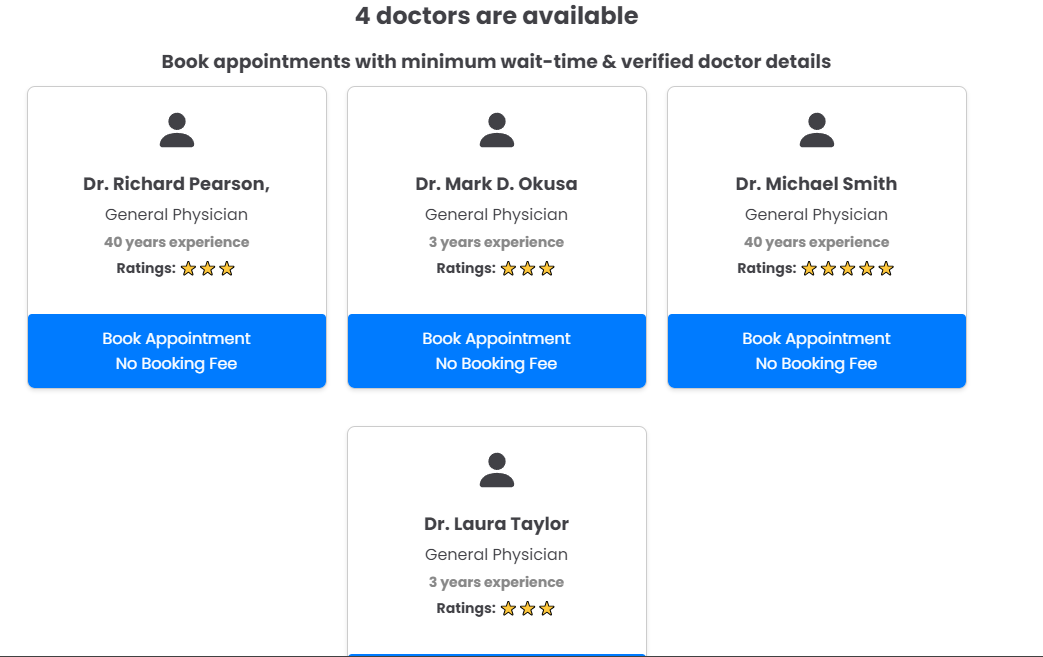 4 doctors are available
Book appointments with minimum wait-time & verified doctor details
Dr. Richard Pearson,
General Physician
40 years experience
Ratings: ⭐⭐⭐
Book Appointment
No Booking Fee
Dr. Mark D. Okusa
General Physician
3 years experience
Ratings: ⭐⭐⭐
Book Appointment
No Booking Fee
Dr. Michael Smith
General Physician
40 years experience
Ratings: ⭐⭐⭐⭐⭐
Book Appointment
No Booking Fee
Dr. Laura Taylor
General Physician
3 years experience
Ratings: ⭐⭐⭐